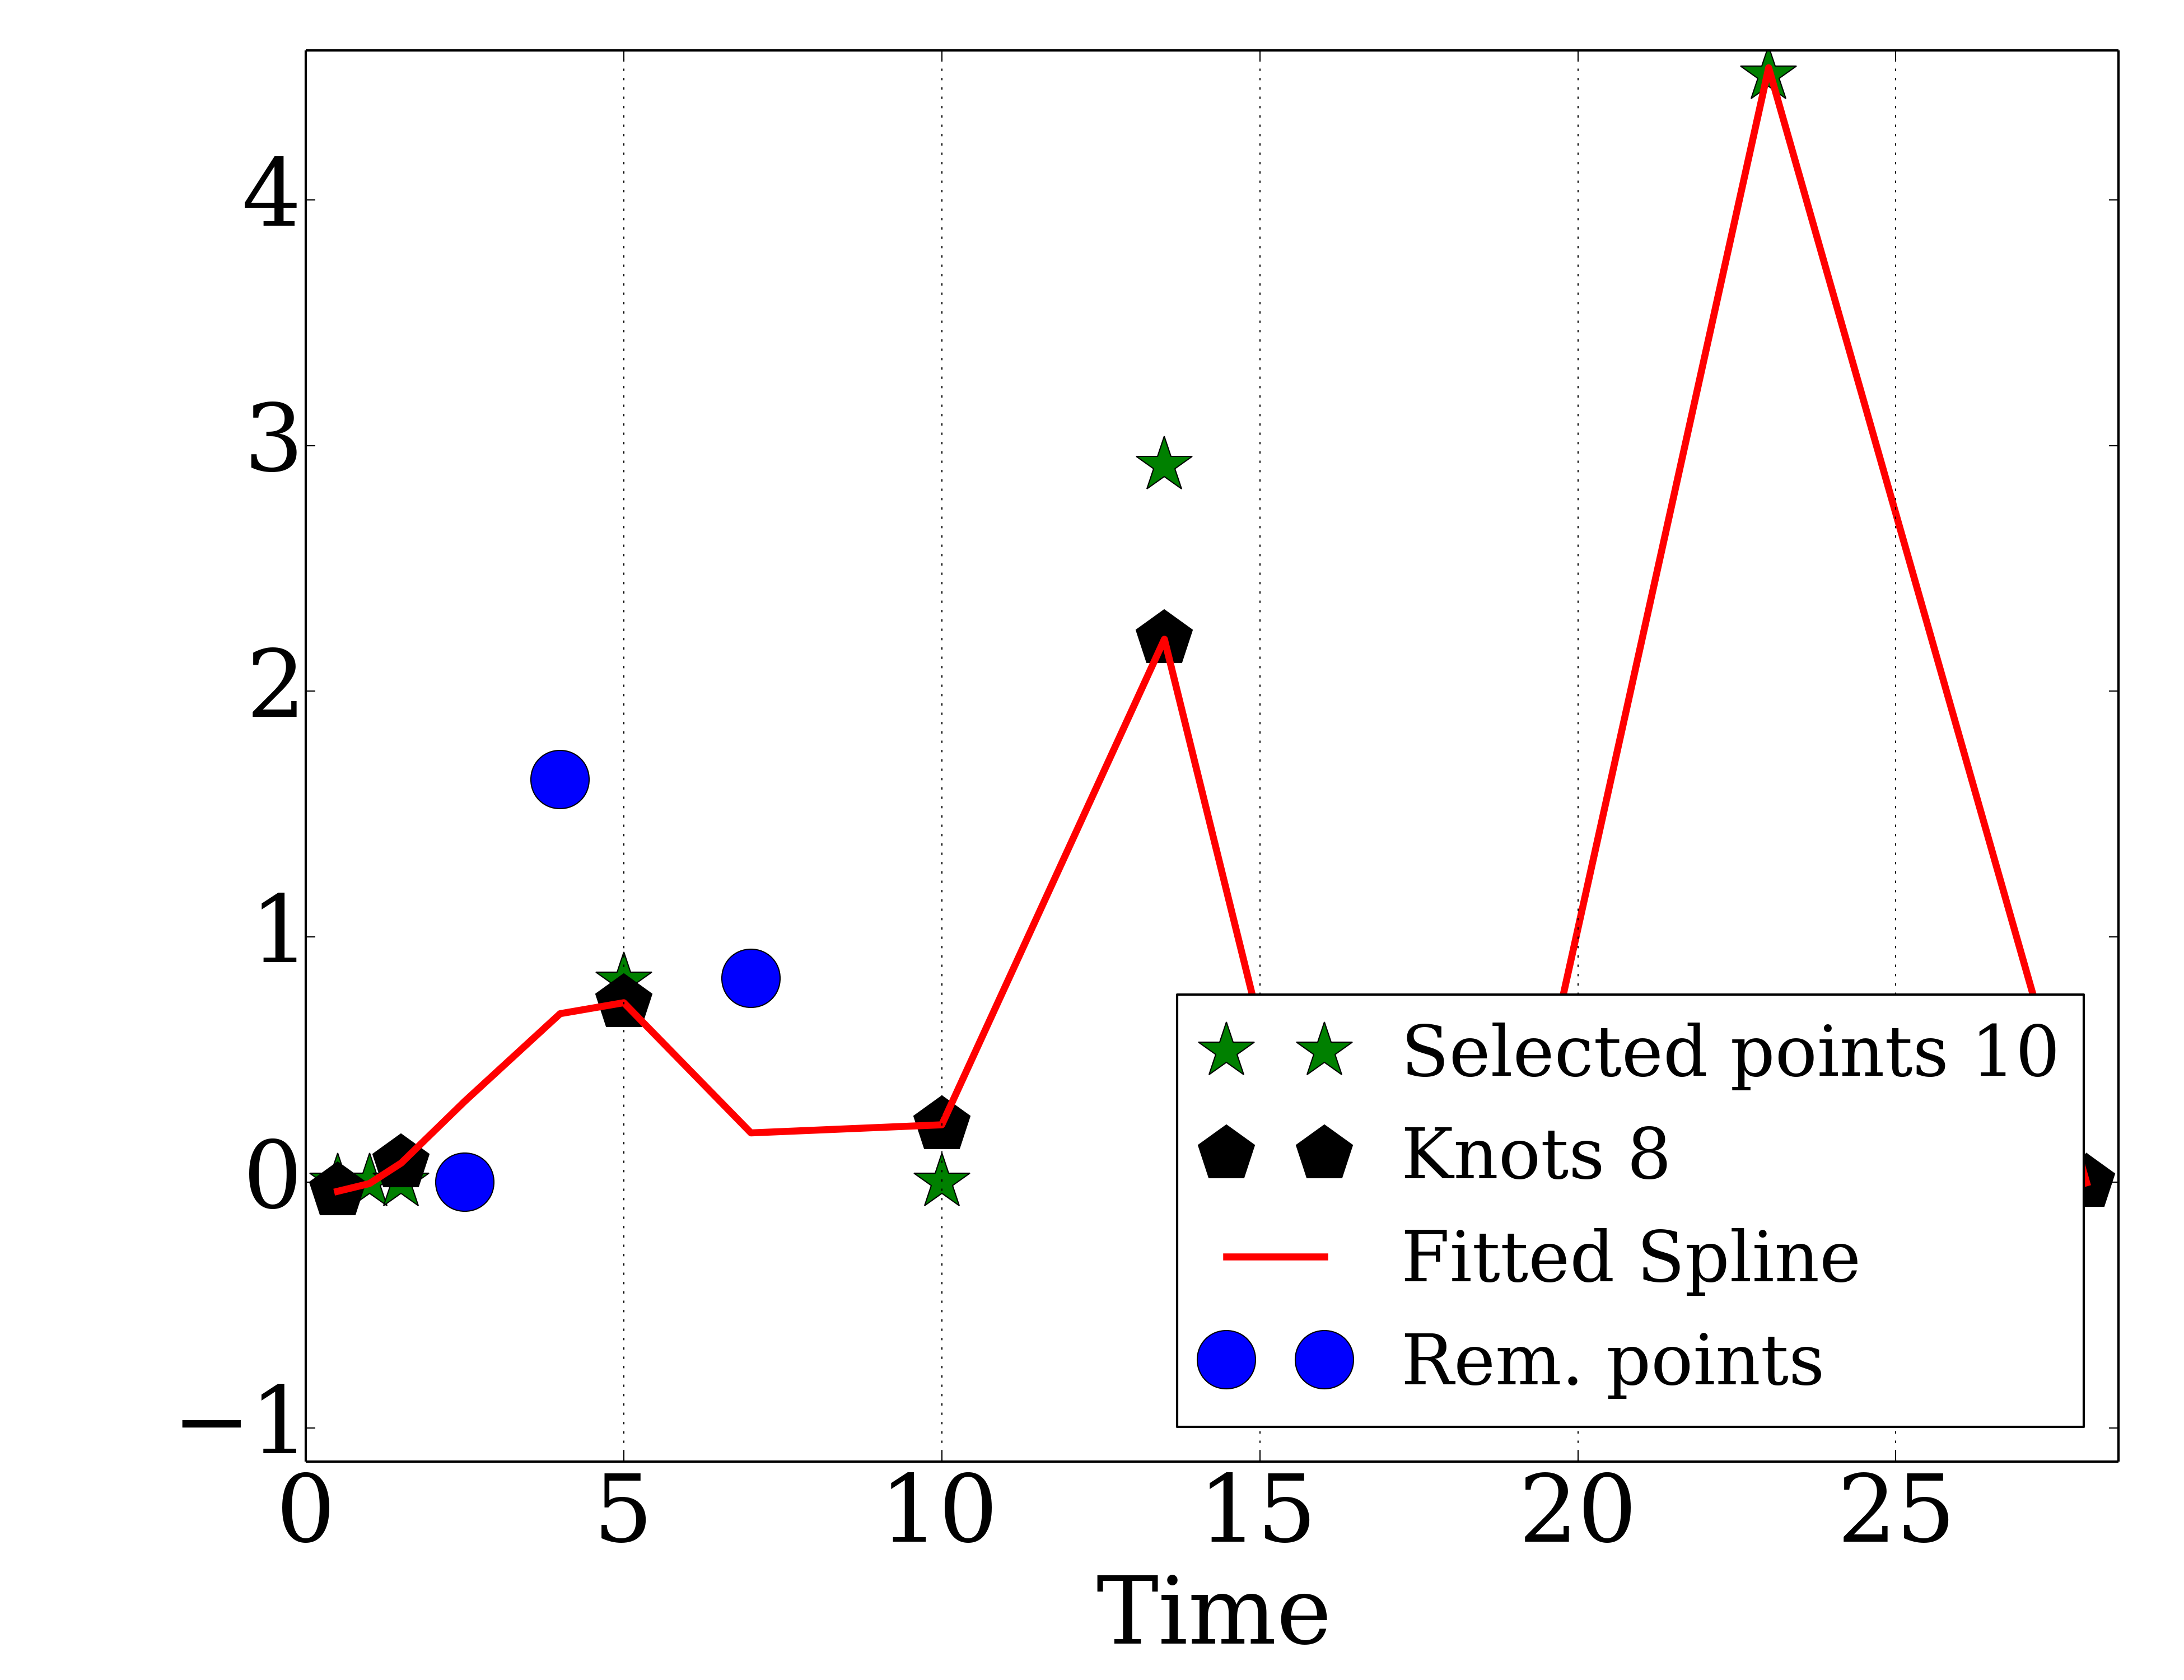 4
3
2
1
0
−1
Selected points 10
Knots 8
Fitted Spline
Rem. points
0 5 10 15 20 25
Time